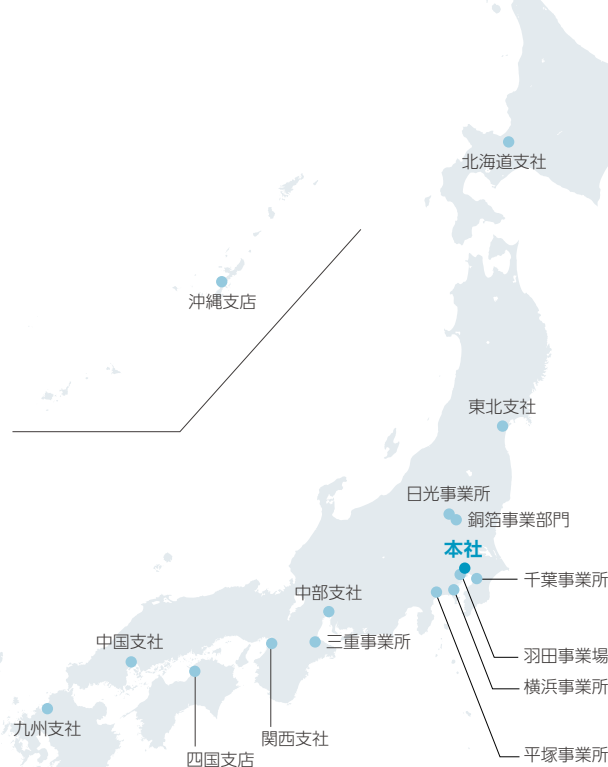 北海道支社
沖縄支店
東北支社
日光事業所
銅箔事業部門
本社
千葉事業所
中部支社
三重事業所
中国支社
羽田事業場
横浜事業所
九州支社
関西支社
四国支店
平塚事業所